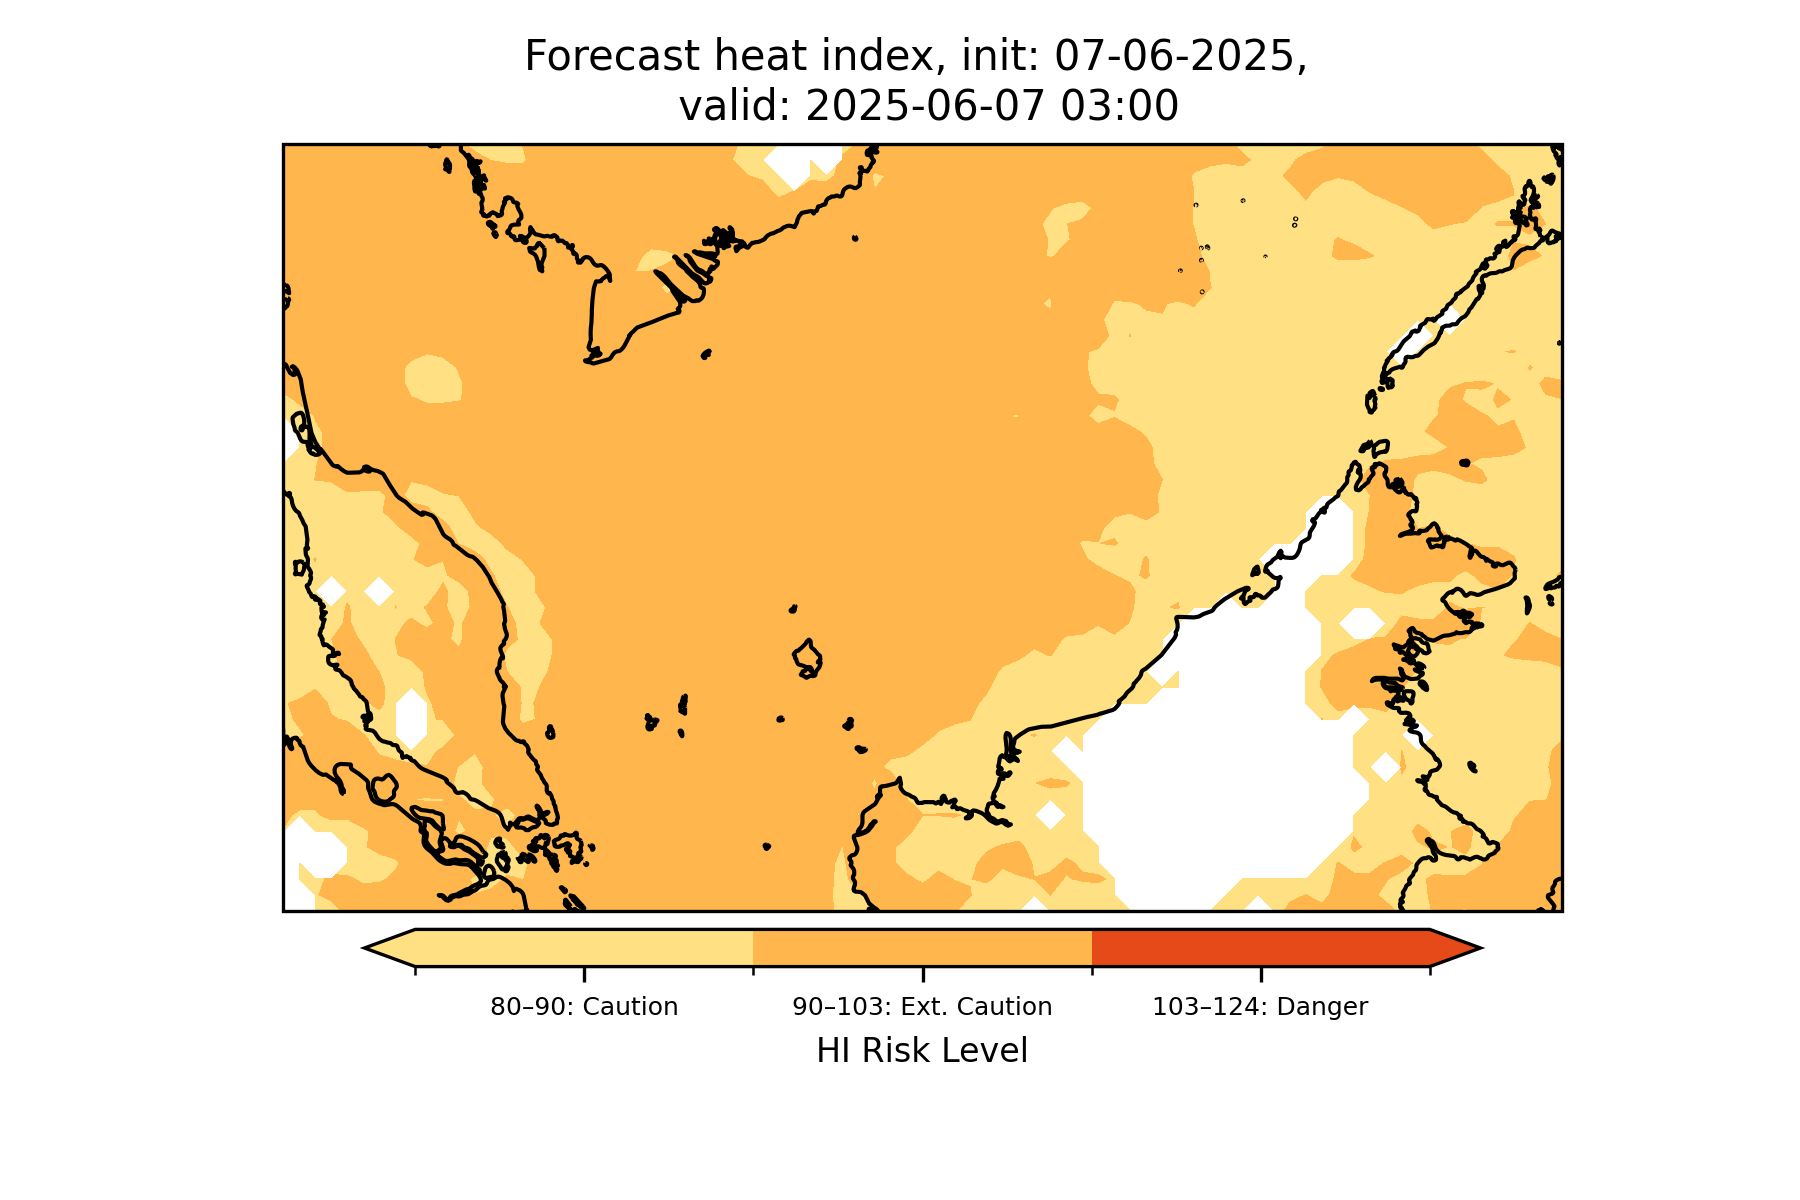 Forecast heat index, init: 07-06-2025,
valid: 2025-06-07 03:00
80–90: Caution
90–103: Ext. Caution
103–124: Danger
HI Risk Level